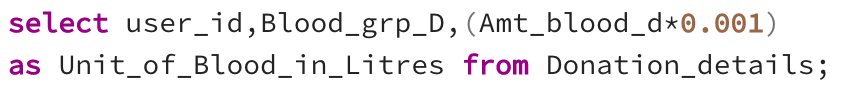 select user_id,Blood_grp_D,(Amt_blood_d*0.001)
as Unit_of_Blood_in_Litres from Donation_details;